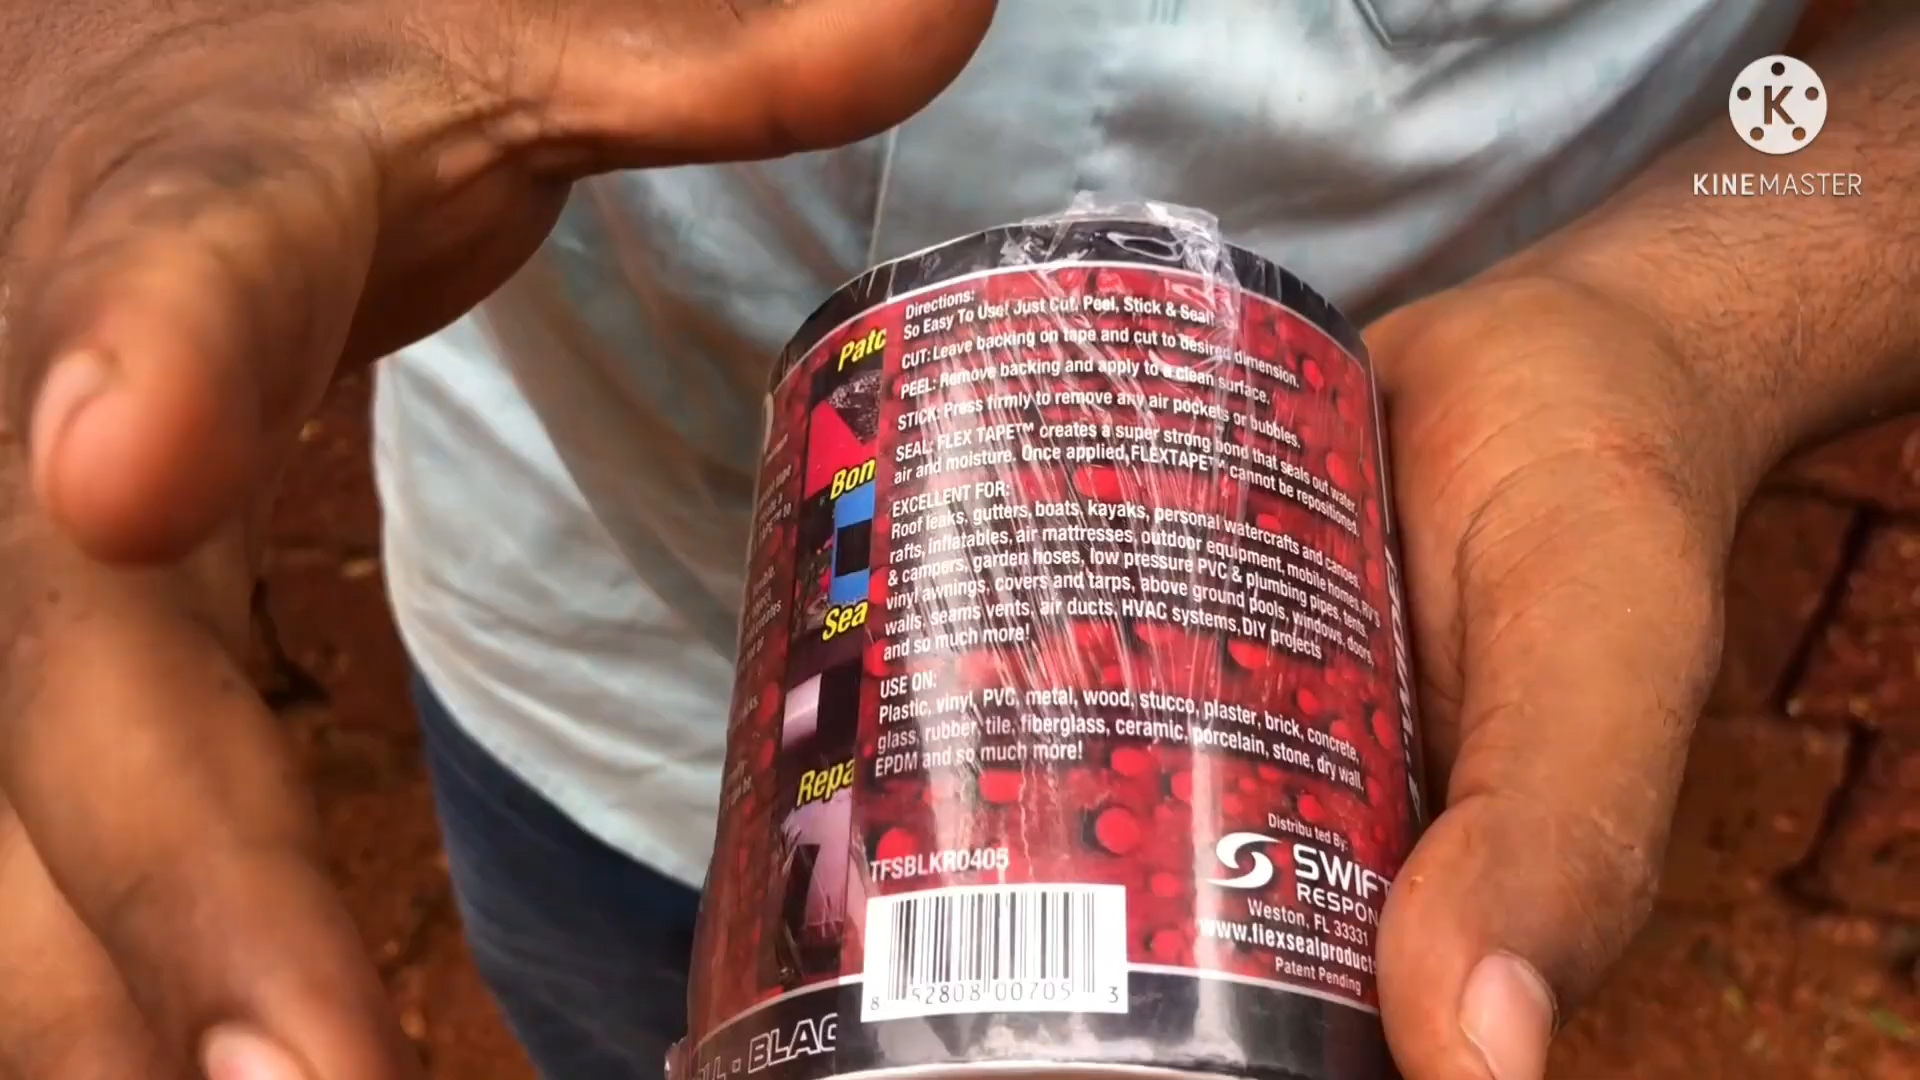 K
KINEMASTER
Directions:
So Easy To Use! Just Cut, Peel, Stick & Seal!
CUT: Leave backing on tape and cut to desired dimension.
PEEL: Remove backing and apply to a clean surface.
STICK: Press firmly to remove any air pockets or bubbles.
SEAL: FLEX TAPE™ creates a super strong bond that seals out water,
air and moisture. Once applied, FLEXTAPE™ cannot be repositioned.
EXCELLENT FOR:
Roof leaks, gutters, boats, kayaks, personal watercrafts and canoes,
rafts, inflatables, air mattresses, outdoor equipment, mobile homes, RV'S
& campers, garden hoses, low pressure PVC & plumbing pipes, tents,
vinyl awnings, covers and tarps, above ground pools, windows, doors,
walls, seams vents, air ducts, HVAC systems, DIY projects
and so much more!
USE ON:
Plastic, vinyl, PVC, metal, wood, stucco, plaster, brick, concrete,
glass, rubber, tile, fiberglass, ceramic, porcelain, stone, dry wall,
EPDM and so much more!
Patc
Bon
Sea
Repa
TFSBLKR0405
8 52808 00705 3
Distributed By:
SWIFT
RESPON
Weston, FL 33331
www.flexsealproducts
Patent Pending
BLAC